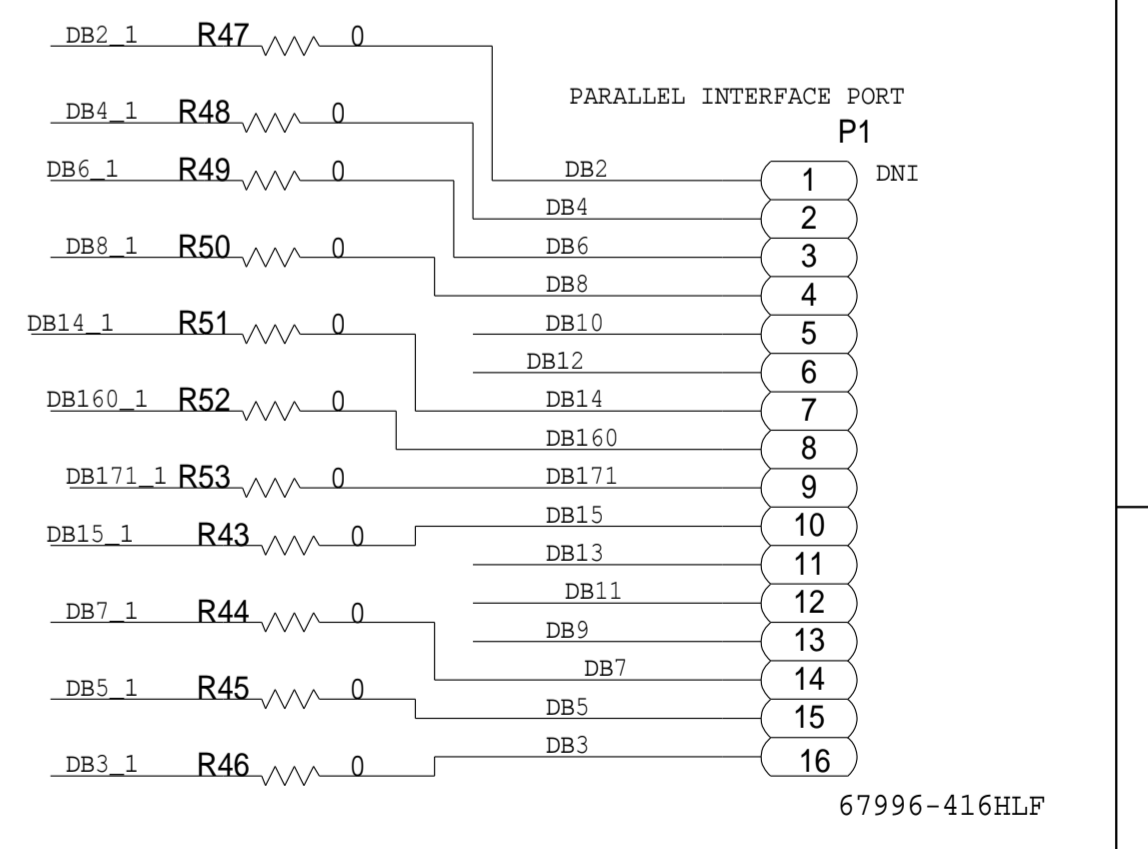 DB2_1 R47 0
PARALLEL INTERFACE PORT
DB4_1 R48 0
P1
DB6_1 R49 0 DB2 1 DNI
DB4 2
DB8_1 R50 0 DB6 3
DB8 4
DB14_1 R51 0 DB10 5
DB12 6
DB160_1 R52 0 DB14 7
DB160 8
DB171_1 R53 0 DB171 9
DB15_1 R43 0 DB15 10
DB13 11
DB7_1 R44 0 DB11 12
DB9 13
DB5_1 R45 0 DB7 14
DB5 15
DB3_1 R46 0 DB3 16
67996-416HLF